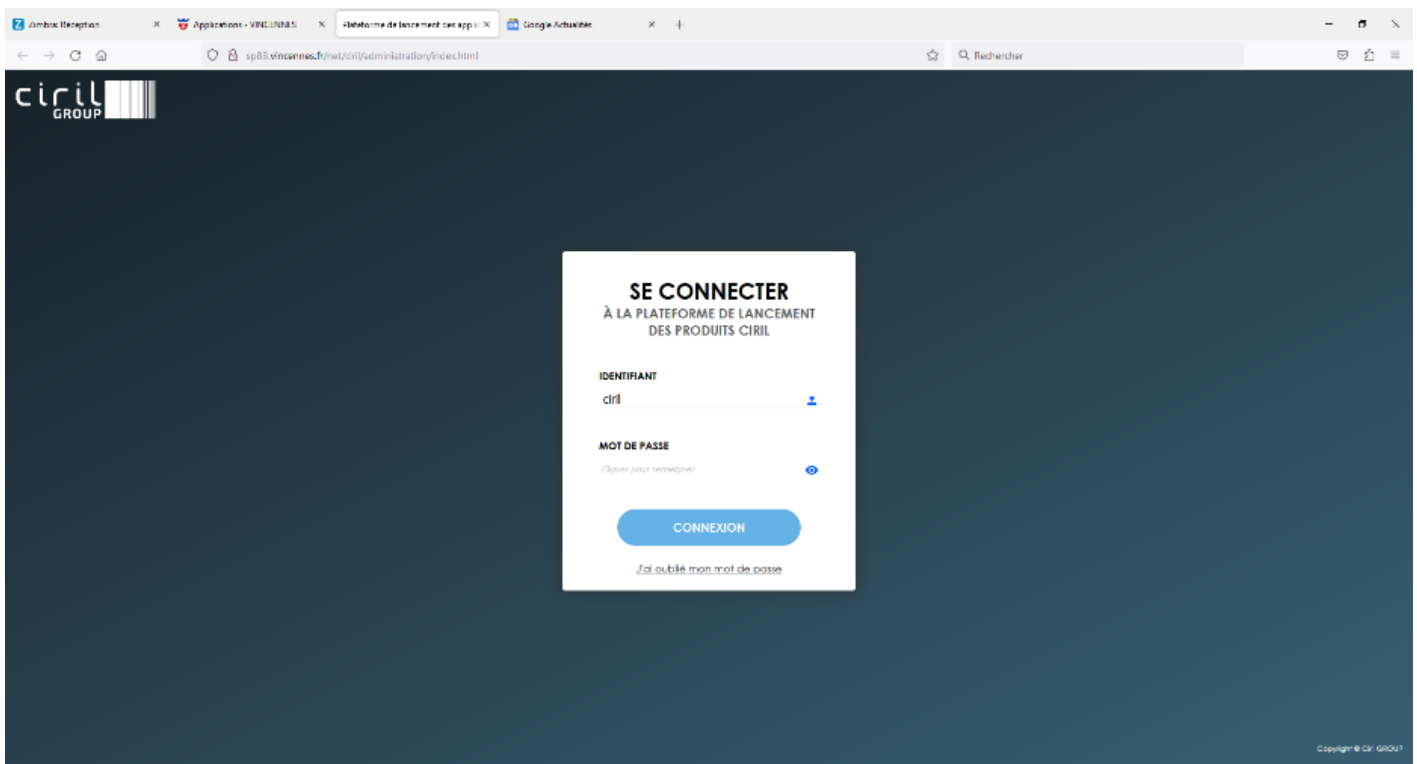 Zimbra: Réception
Applications - VINCENNES
Plateforme de lancement des applic
Google Actualités
sp83.vincennes.fr/net/ciril/administration/index.html
Rechercher
ciril
GROUP
SE CONNECTER
À LA PLATEFORME DE LANCEMENT
DES PRODUITS CIRIL
IDENTIFIANT
ciril
MOT DE PASSE
Cliquer pour renseigner
CONNEXION
J'ai oublié mon mot de passe
Copyright © Ciril GROUP